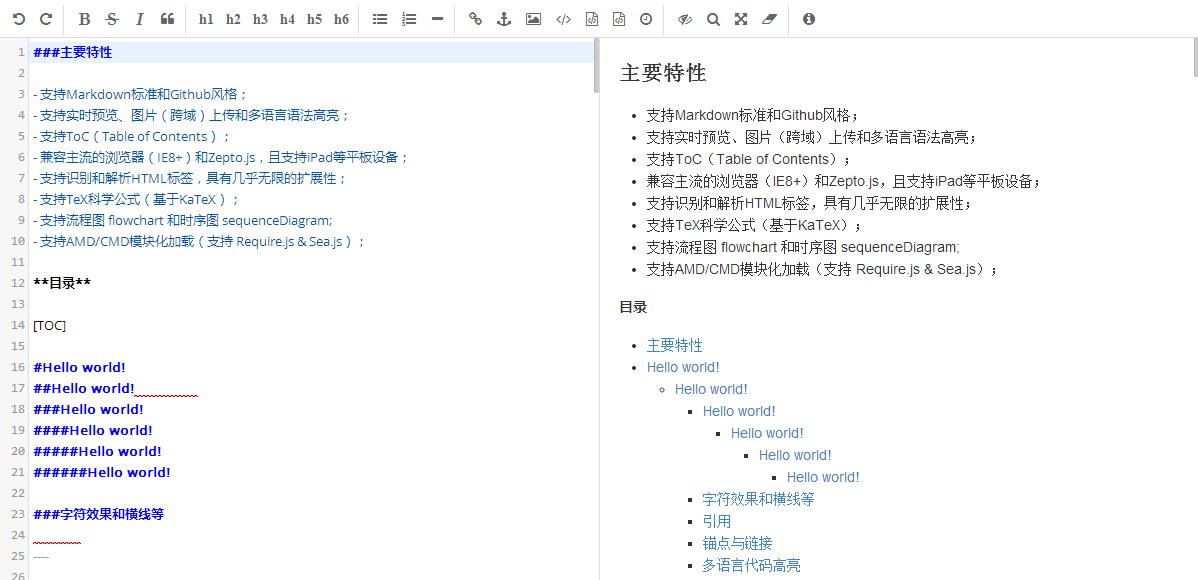 h1 h2 h3 h4 h5 h6
1 ###主要特性
2
3 - 支持Markdown标准和Github风格；
4 - 支持实时预览、图片（跨域）上传和多语言语法高亮；
5 - 支持ToC（Table of Contents）；
6 - 兼容主流的浏览器（IE8+）和Zepto.js，且支持iPad等平板设备；
7 - 支持识别和解析HTML标签，具有几乎无限的扩展性；
8 - 支持TeX科学公式（基于KaTeX）；
9 - 支持流程图 flowchart 和时序图 sequenceDiagram;
10 - 支持AMD/CMD模块化加载（支持 Require.js & Sea.js）；
11
12 **目录**
13
14 [TOC]
15
16 #Hello world!
17 ##Hello world!
18 ###Hello world!
19 ####Hello world!
20 #####Hello world!
21 ######Hello world!
22
23 ###字符效果和横线等
24
25 ----
26
主要特性
• 支持Markdown标准和Github风格；
• 支持实时预览、图片（跨域）上传和多语言语法高亮；
• 支持ToC（Table of Contents）；
• 兼容主流的浏览器（IE8+）和Zepto.js，且支持iPad等平板设备；
• 支持识别和解析HTML标签，具有几乎无限的扩展性；
• 支持TeX科学公式（基于KaTeX）；
• 支持流程图 flowchart 和时序图 sequenceDiagram;
• 支持AMD/CMD模块化加载（支持 Require.js & Sea.js）；
目录
• 主要特性
• Hello world!
Hello world!
Hello world!
Hello world!
Hello world!
Hello world!
字符效果和横线等
引用
锚点与链接
多语言代码高亮